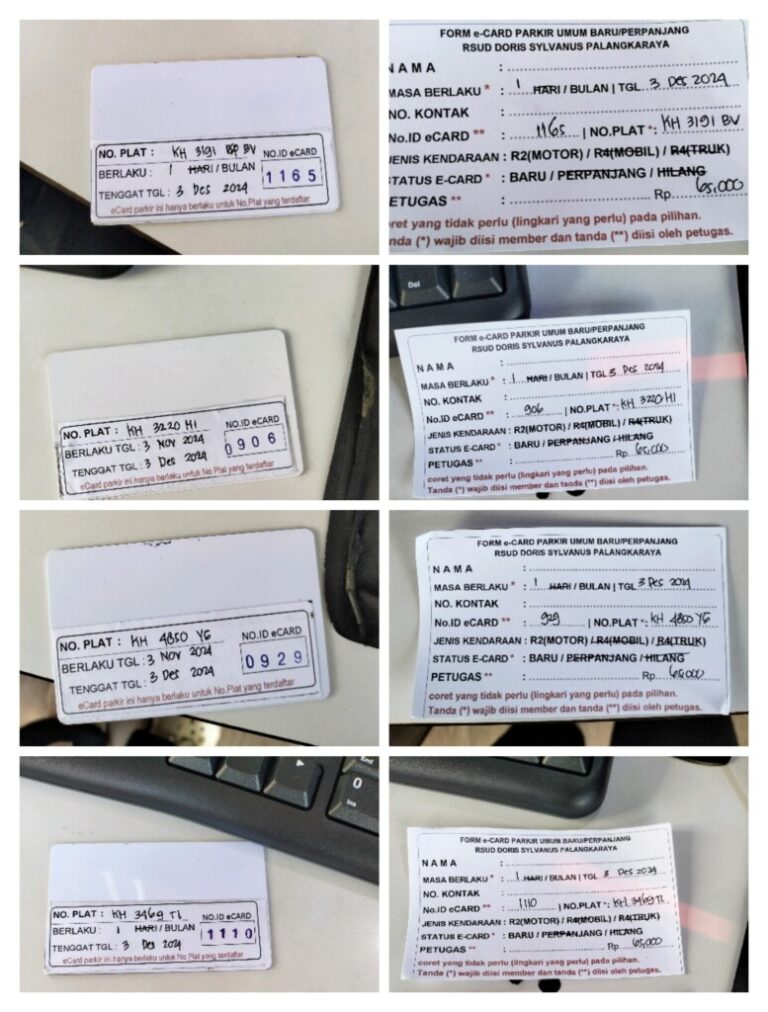 NO. PLAT : KH 3191 BV
NO.ID eCARD
BERLAKU : 1 HARI / BULAN
1165
TENGGAT TGL : 3 Des 2024
eCard parkir ini hanya berlaku untuk No.Plat yang terdaftar
FORM e-CARD PARKIR UMUM BARU/PERPANJANG
RSUD DORIS SYLVANUS PALANGKARAYA
NAMA :
MASA BERLAKU * : 1 HARI / BULAN | TGL 3 Des 2024
NO. KONTAK :
No.ID eCARD ** : 1165 | NO.PLAT *: KH 3191 BV
JENIS KENDARAAN : R2(MOTOR) / R4(MOBIL) / R4(TRUK)
STATUS E-CARD * : BARU / PERPANJANG / HILANG
PETUGAS ** : Rp 65,000
coret yang tidak perlu (lingkari yang perlu) pada pilihan.
Tanda (*) wajib diisi member dan tanda (**) diisi oleh petugas.
NO. PLAT : KH 3220 HI
NO.ID eCARD
BERLAKU TGL : 3 Nov 2024
0906
TENGGAT TGL : 3 Des 2024
eCard parkir ini hanya berlaku untuk No.Plat yang terdaftar
Del
FORM e-CARD PARKIR UMUM BARU/PERPANJANG
RSUD DORIS SYLVANUS PALANGKARAYA
NAMA :
MASA BERLAKU * : 1 HARI / BULAN | TGL 3 Des 2024
NO. KONTAK :
No.ID eCARD ** : 906 | NO.PLAT *: KH 3220 HI
JENIS KENDARAAN : R2(MOTOR) / R4(MOBIL) / R4(TRUK)
STATUS E-CARD * : BARU / PERPANJANG / HILANG
PETUGAS ** : Rp 65,000
coret yang tidak perlu (lingkari yang perlu) pada pilihan.
Tanda (*) wajib diisi member dan tanda (**) diisi oleh petugas.
NO. PLAT : KH 4850 YG
NO.ID eCARD
BERLAKU TGL : 3 Nov 2024
0929
TENGGAT TGL : 3 Des 2024
eCard parkir ini hanya berlaku untuk No.Plat yang terdaftar
FORM e-CARD PARKIR UMUM BARU/PERPANJANG
RSUD DORIS SYLVANUS PALANGKARAYA
NAMA :
MASA BERLAKU * : 1 HARI / BULAN | TGL 3 Des 2024
NO. KONTAK :
No.ID eCARD ** : 929 | NO.PLAT *: KH 4850 YG
JENIS KENDARAAN : R2(MOTOR) / R4(MOBIL) / R4(TRUK)
STATUS E-CARD * : BARU / PERPANJANG / HILANG
PETUGAS ** : Rp
coret yang tidak perlu (lingkari yang perlu) pada pilihan.
Tanda (*) wajib diisi member dan tanda (**) diisi oleh petugas.
End
0
Ins
NO. PLAT : KH 3469 TL
NO.ID eCARD
BERLAKU : 1 HARI / BULAN
1110
TENGGAT TGL : 3 Des 2024
eCard parkir ini hanya berlaku untuk No.Plat yang terdaftar
FORM e-CARD PARKIR UMUM BARU/PERPANJANG
RSUD DORIS SYLVANUS PALANGKARAYA
NAMA :
MASA BERLAKU * : 1 HARI / BULAN | TGL 3 Des 2024
NO. KONTAK :
No.ID eCARD ** : 1110 | NO.PLAT *: KH 3469 TL
JENIS KENDARAAN : R2(MOTOR) / R4(MOBIL) / R4(TRUK)
STATUS E-CARD * : BARU / PERPANJANG / HILANG
PETUGAS ** : Rp 65,000
coret yang tidak perlu (lingkari yang perlu) pada pilihan.
Tanda (*) wajib diisi member dan tanda (**) diisi oleh petugas.